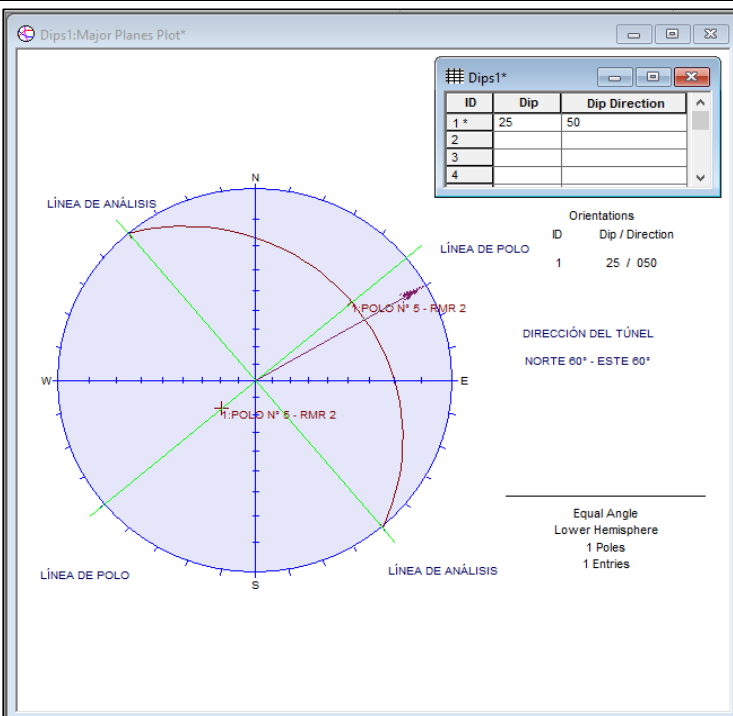 Dips1:Major Planes Plot*
Dips1*
ID Dip Dip Direction
1 * 25 50
2
3
4
N
LÍNEA DE ANÁLISIS
Orientations
ID Dip / Direction
1 25 / 050
LÍNEA DE POLO
1:POLO N° 5 - RMR 2
DIRECCIÓN DEL TÚNEL
NORTE 60° - ESTE 60°
W
E
1:POLO N° 5 - RMR 2
Equal Angle
Lower Hemisphere
1 Poles
1 Entries
LÍNEA DE POLO
LÍNEA DE ANÁLISIS
S